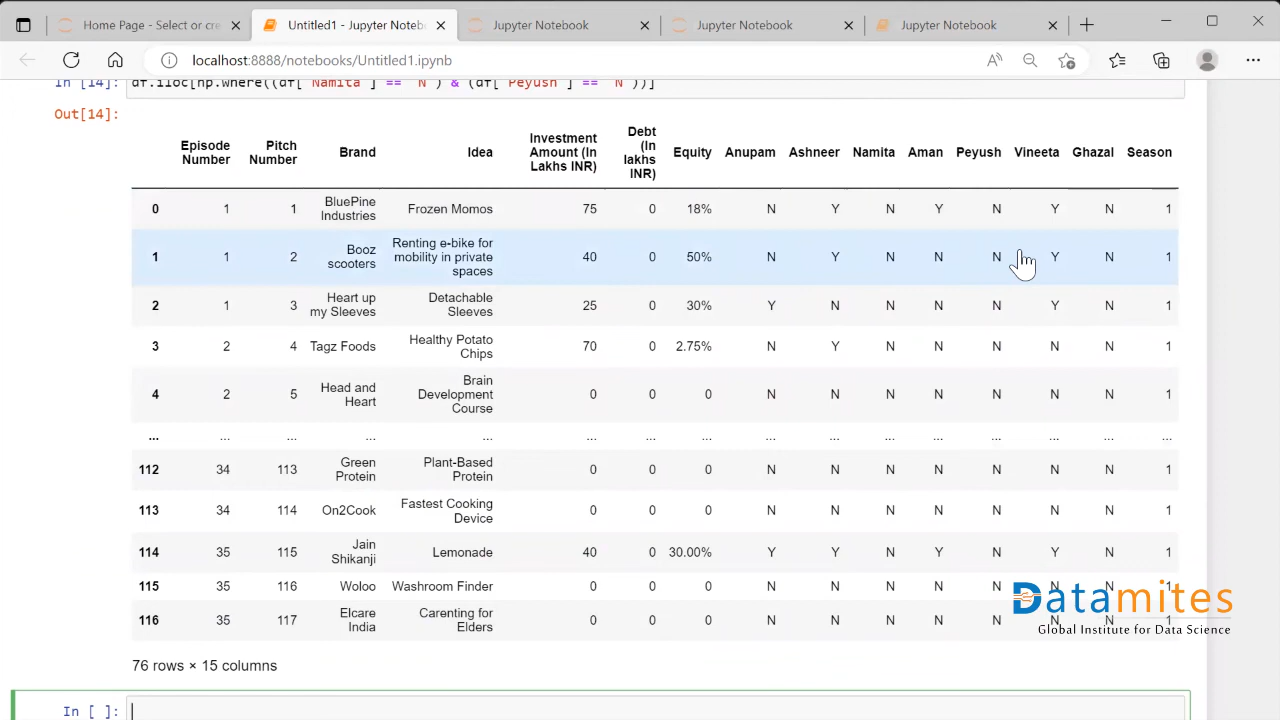 Home Page - Select or cre
Untitled1 - Jupyter Notebo
Jupyter Notebook
Jupyter Notebook
Jupyter Notebook
localhost:8888/notebooks/Untitled1.ipynb
In [14]: df.iloc[np.where((df['Namita'] == 'N') & (df['Peyush'] == 'N'))]
Out[14]:
Episode Number Pitch Number Brand Idea Investment Amount (In Lakhs INR) Debt (In lakhs INR) Equity Anupam Ashneer Namita Aman Peyush Vineeta Ghazal Season
0 1 1 BluePine Industries Frozen Momos 75 0 18% N Y N Y N Y N 1
1 1 2 Booz scooters Renting e-bike for mobility in private spaces 40 0 50% N Y N N N Y N 1
2 1 3 Heart up my Sleeves Detachable Sleeves 25 0 30% Y N N N N Y N 1
3 2 4 Tagz Foods Healthy Potato Chips 70 0 2.75% N Y N N N N N 1
4 2 5 Head and Heart Brain Development Course 0 0 0 N N N N N N N 1
... ... ... ... ... ... ... ... ... ... ... ... ... ... ... ...
112 34 113 Green Protein Plant-Based Protein 0 0 0 N N N N N N N 1
113 34 114 On2Cook Fastest Cooking Device 0 0 0 N N N N N N N 1
114 35 115 Jain Shikanji Lemonade 40 0 30.00% Y Y N Y N Y N 1
115 35 116 Woloo Washroom Finder 0 0 0 N N N N N N N 1
116 35 117 Elcare India Carenting for Elders 0 0 0 N N N N N N N 1
Datamites
Global Institute for Data Science
76 rows × 15 columns
In [ ]: